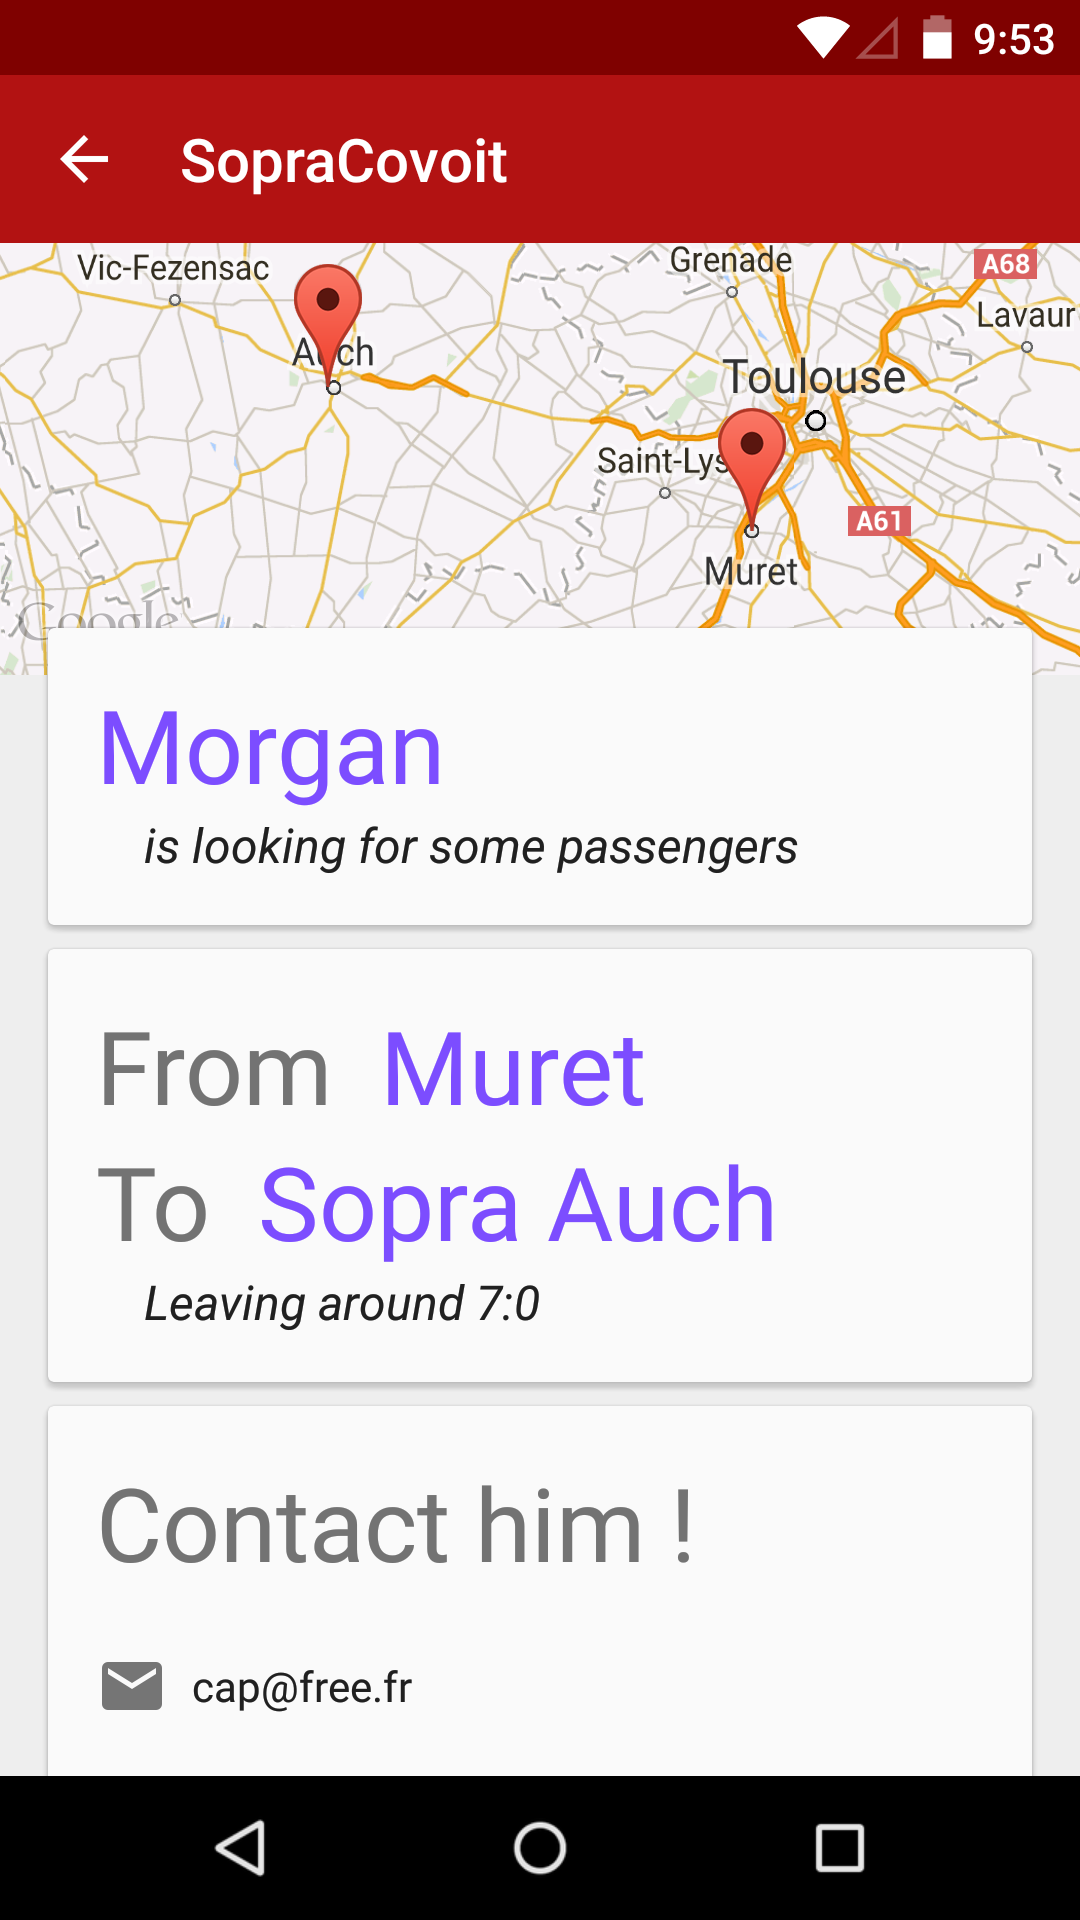 9:53
SopraCovoit
Vic-Fezensac
Grenade
A68
Lavaur
Auch
Toulouse
Saint-Lys
A61
Muret
Google
Morgan
is looking for some passengers
From Muret
To Sopra Auch
Leaving around 7:0
Contact him !
cap@free.fr